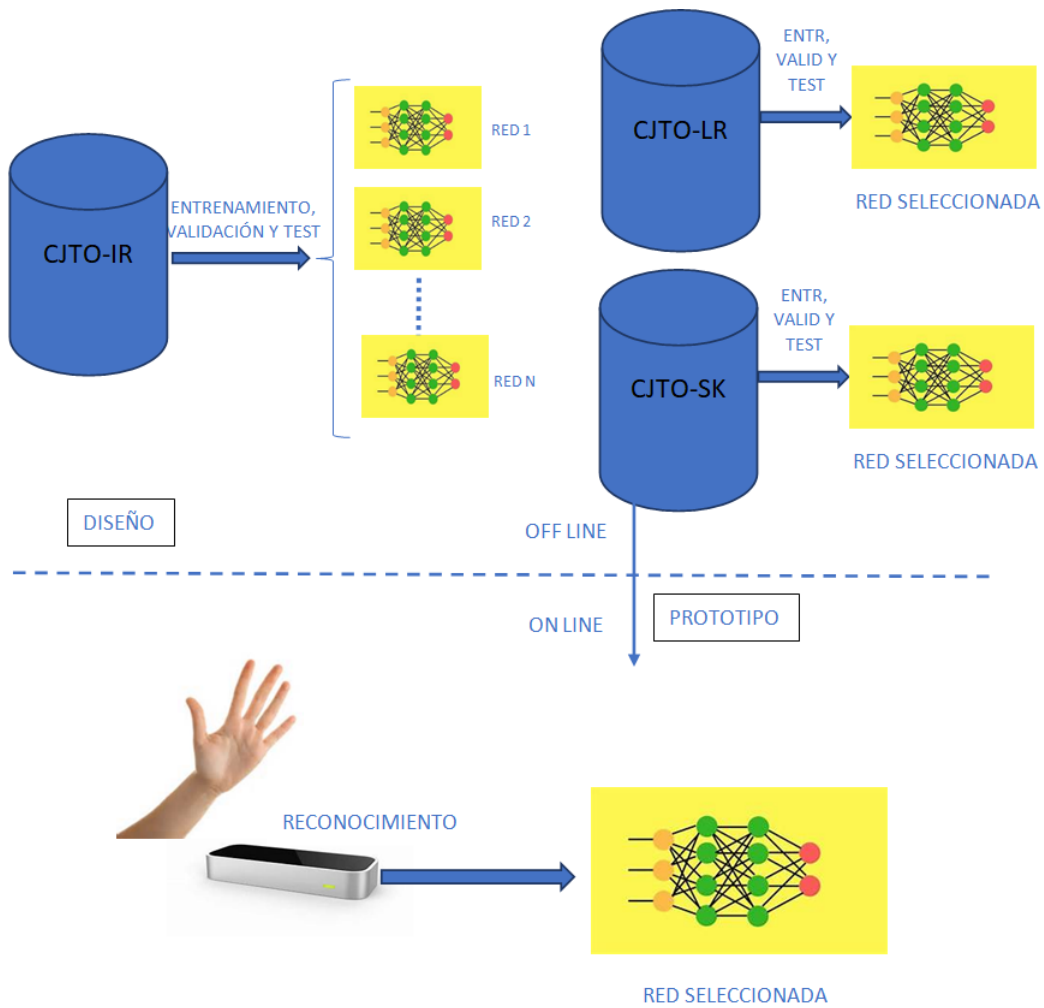 CJTO-IR
ENTRENAMIENTO,
VALIDACIÓN Y TEST
RED 1
RED 2
RED N
CJTO-LR
ENTR,
VALID Y
TEST
RED SELECCIONADA
CJTO-SK
ENTR,
VALID Y
TEST
RED SELECCIONADA
DISEÑO
OFF LINE
ON LINE
PROTOTIPO
RECONOCIMIENTO
RED SELECCIONADA